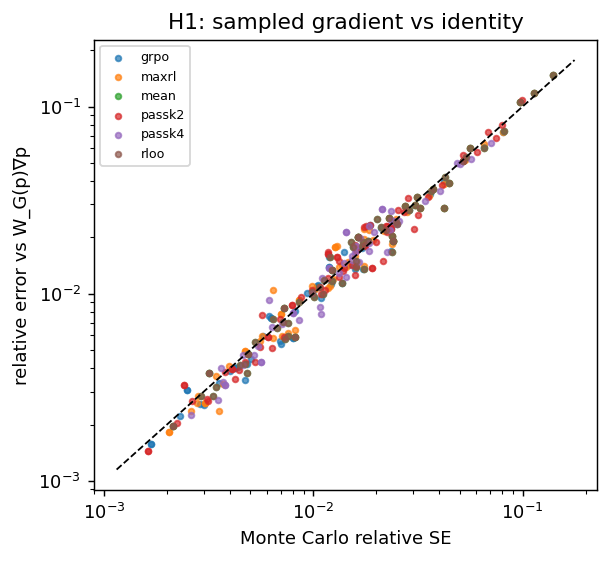 H1: sampled gradient vs identity
grpo
maxrl
mean
passk2
passk4
rloo
relative error vs W_G(p)∇p
10⁻¹
10⁻²
10⁻³
10⁻³
10⁻²
10⁻¹
Monte Carlo relative SE